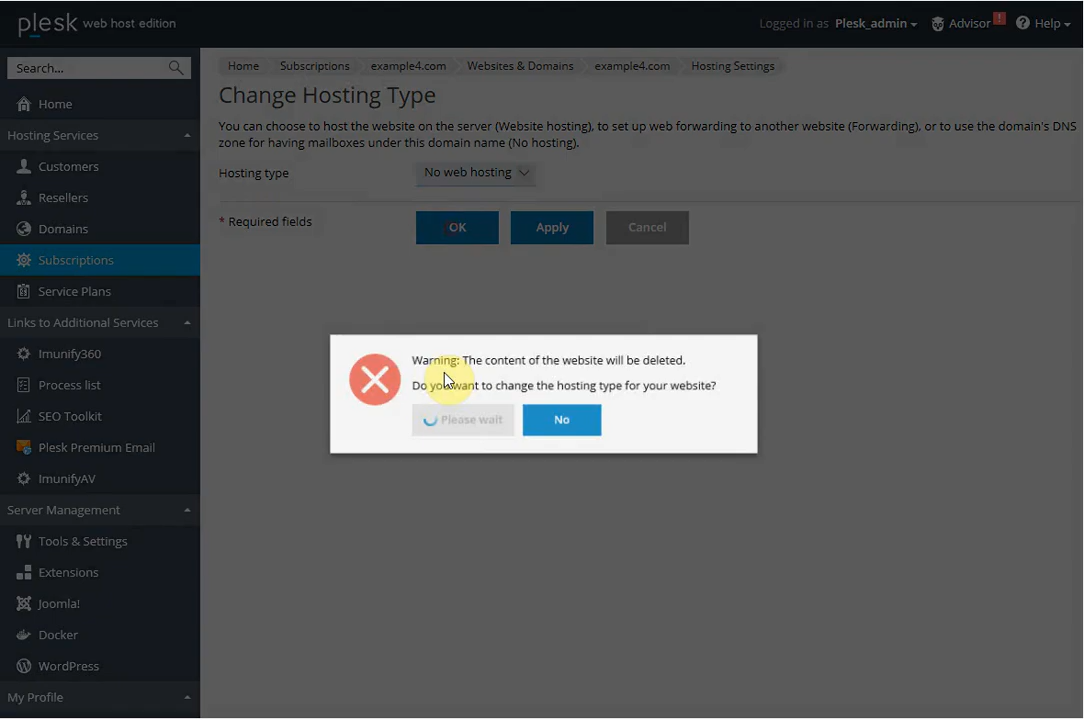 plesk web host edition
Logged in as Plesk_admin
Advisor !
Help
Search...
Home
Hosting Services
Customers
Resellers
Domains
Subscriptions
Service Plans
Links to Additional Services
Imunify360
Process list
SEO Toolkit
Plesk Premium Email
ImunifyAV
Server Management
Tools & Settings
Extensions
Joomla!
Docker
WordPress
My Profile
Home Subscriptions example4.com Websites & Domains example4.com Hosting Settings
Change Hosting Type
You can choose to host the website on the server (Website hosting), to set up web forwarding to another website (Forwarding), or to use the domain's DNS
zone for having mailboxes under this domain name (No hosting).
Hosting type No web hosting
* Required fields OK Apply Cancel
Warning: The content of the website will be deleted.
Do you want to change the hosting type for your website?
Please wait No